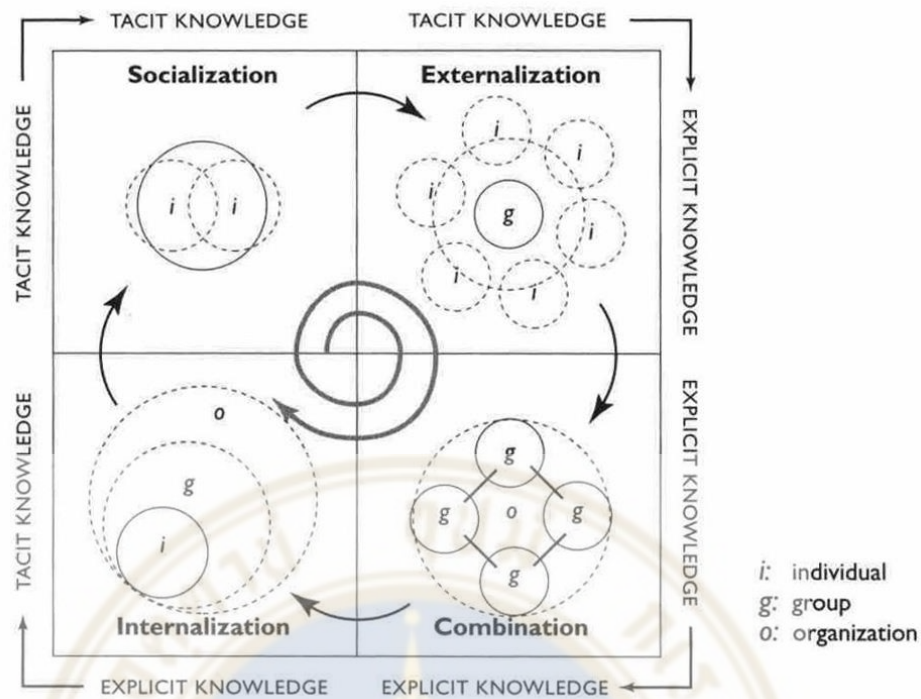 TACIT KNOWLEDGE TACIT KNOWLEDGE
TACIT KNOWLEDGE
EXPLICIT KNOWLEDGE
Socialization Externalization
i i
i
i
i
g
i
i
i
TACIT KNOWLEDGE
EXPLICIT KNOWLEDGE
o
g
i
g
g
o
g
g
Internalization Combination
EXPLICIT KNOWLEDGE EXPLICIT KNOWLEDGE
i: individual
g: group
o: organization